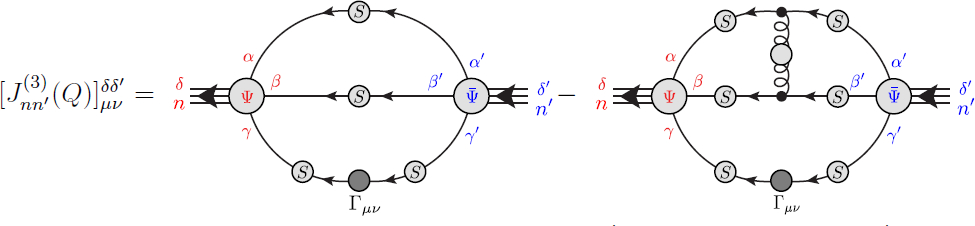 [J^{(3)}_{nn'}(Q)]^{δδ'}_{μν} = − 
S S
α α' α α'
δ β β' δ' δ β β' δ'
n Ψ S Ψ̄ n' n Ψ S S Ψ̄ n'
γ γ' γ γ'
S S S S
Γ_{μν} Γ_{μν}